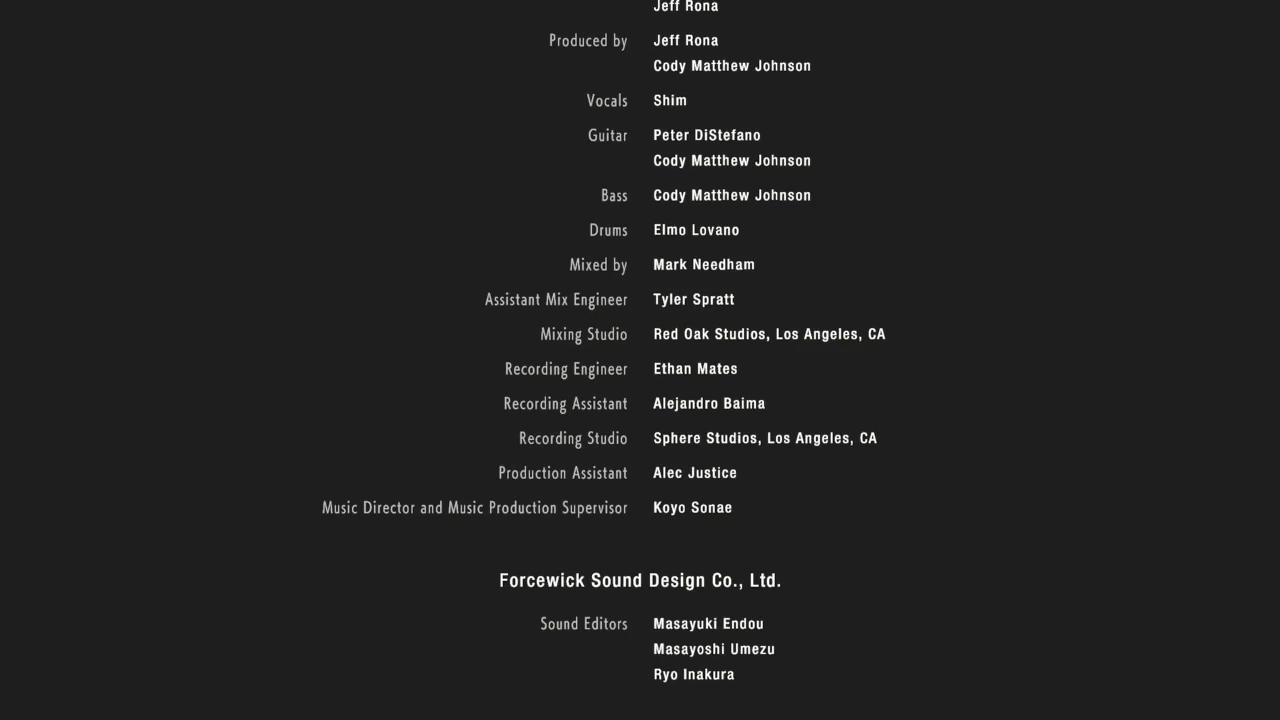 Jeff Rona
Produced by Jeff Rona
Cody Matthew Johnson
Vocals Shim
Guitar Peter DiStefano
Cody Matthew Johnson
Bass Cody Matthew Johnson
Drums Elmo Lovano
Mixed by Mark Needham
Assistant Mix Engineer Tyler Spratt
Mixing Studio Red Oak Studios, Los Angeles, CA
Recording Engineer Ethan Mates
Recording Assistant Alejandro Baima
Recording Studio Sphere Studios, Los Angeles, CA
Production Assistant Alec Justice
Music Director and Music Production Supervisor Koyo Sonae
Forcewick Sound Design Co., Ltd.
Sound Editors Masayuki Endou
Masayoshi Umezu
Ryo Inakura